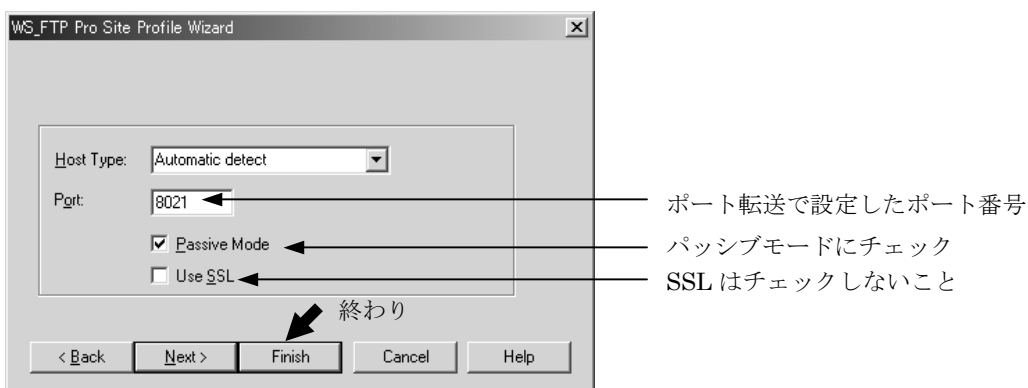 WS_FTP Pro Site Profile Wizard
Host Type: Automatic detect
Port: 8021
ポート転送で設定したポート番号
Passive Mode
パッシブモードにチェック
Use SSL
SSL はチェックしないこと
終わり
< Back Next > Finish Cancel Help